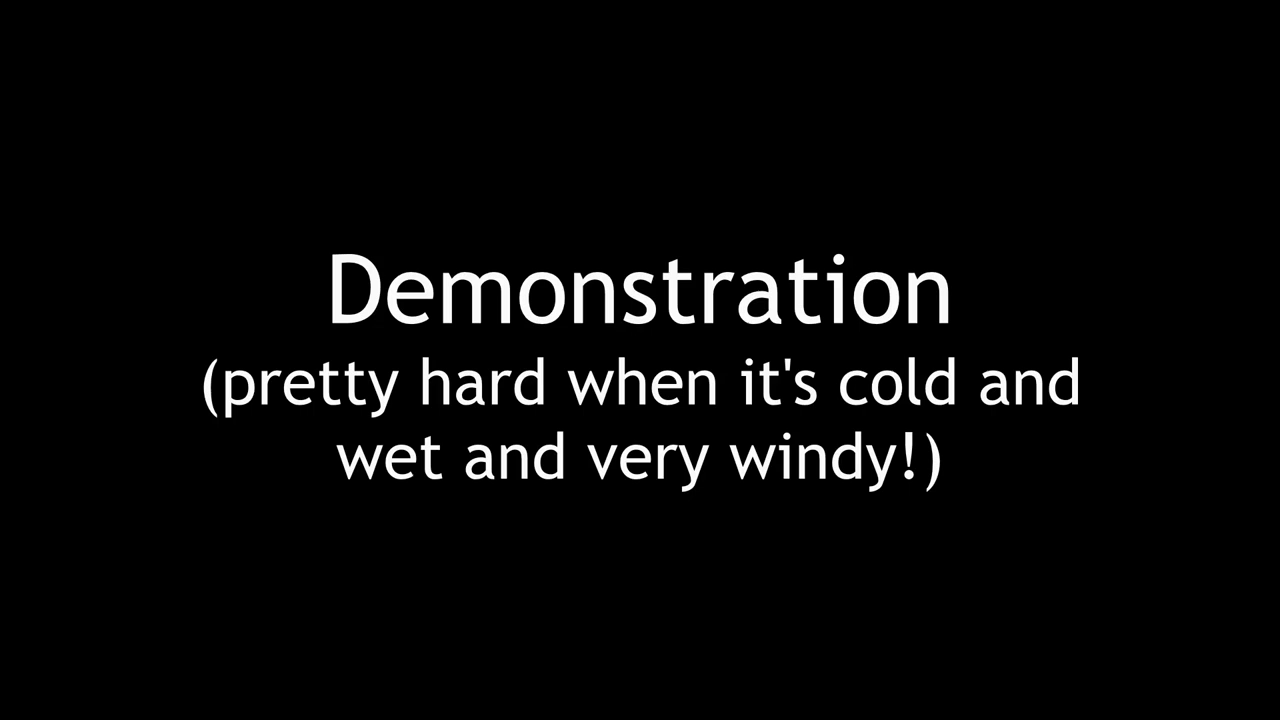 Demonstration
(pretty hard when it's cold and
wet and very windy!)